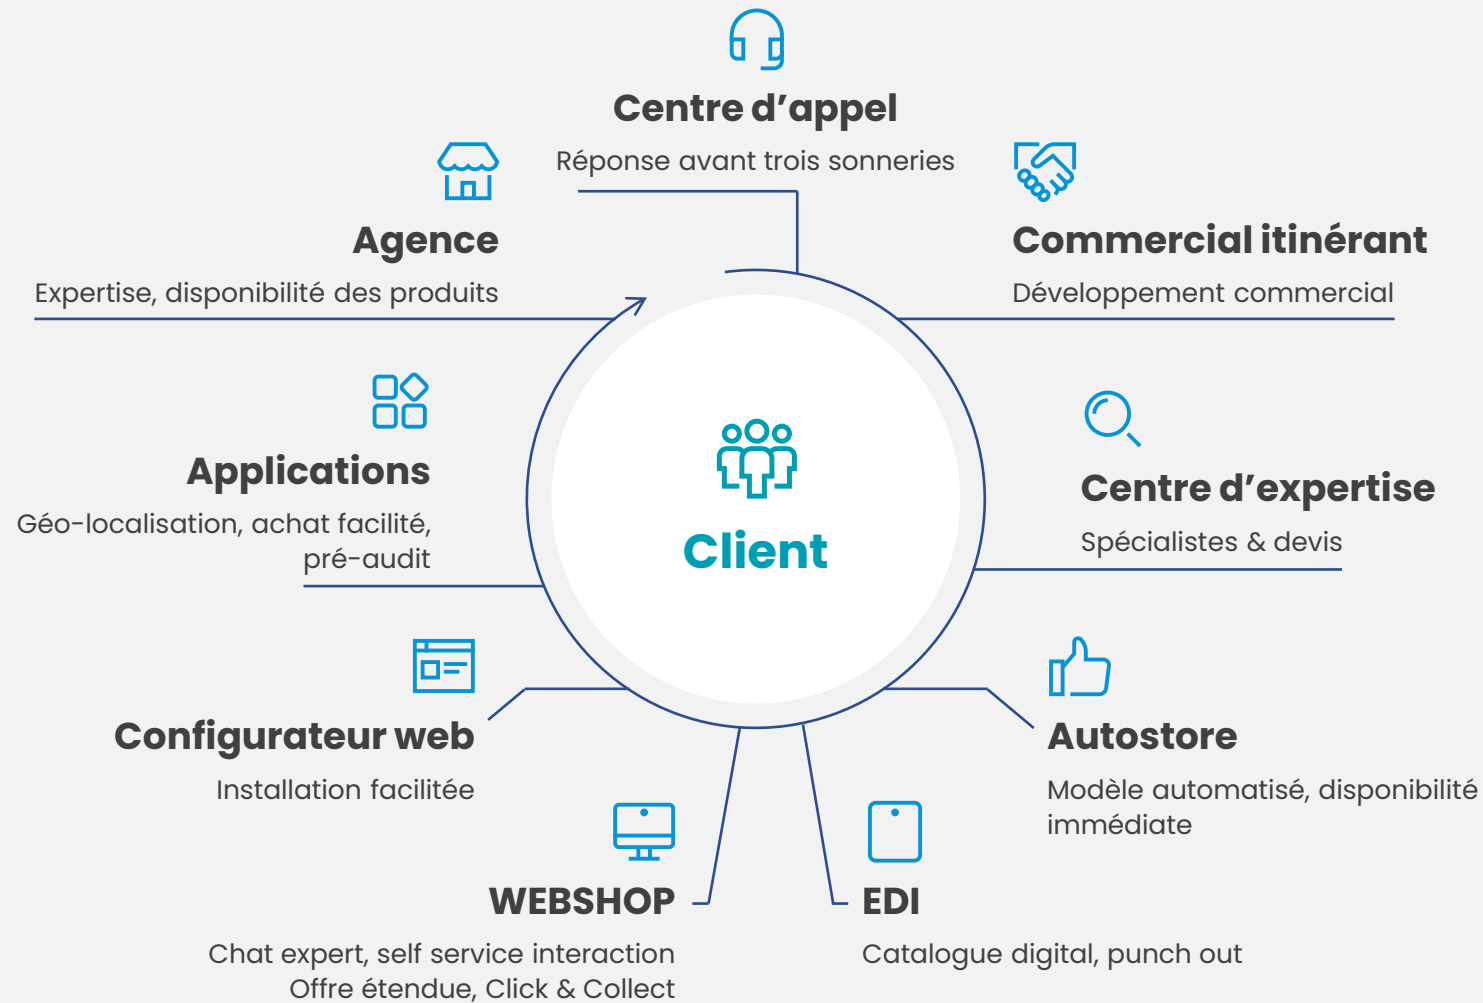 Centre d’appel
Réponse avant trois sonneries
Agence
Expertise, disponibilité des produits
Commercial itinérant
Développement commercial
Applications
Géo-localisation, achat facilité,
pré-audit
Client
Centre d’expertise
Spécialistes & devis
Configurateur web
Installation facilitée
Autostore
Modèle automatisé, disponibilité
immédiate
WEBSHOP
Chat expert, self service interaction
Offre étendue, Click & Collect
EDI
Catalogue digital, punch out